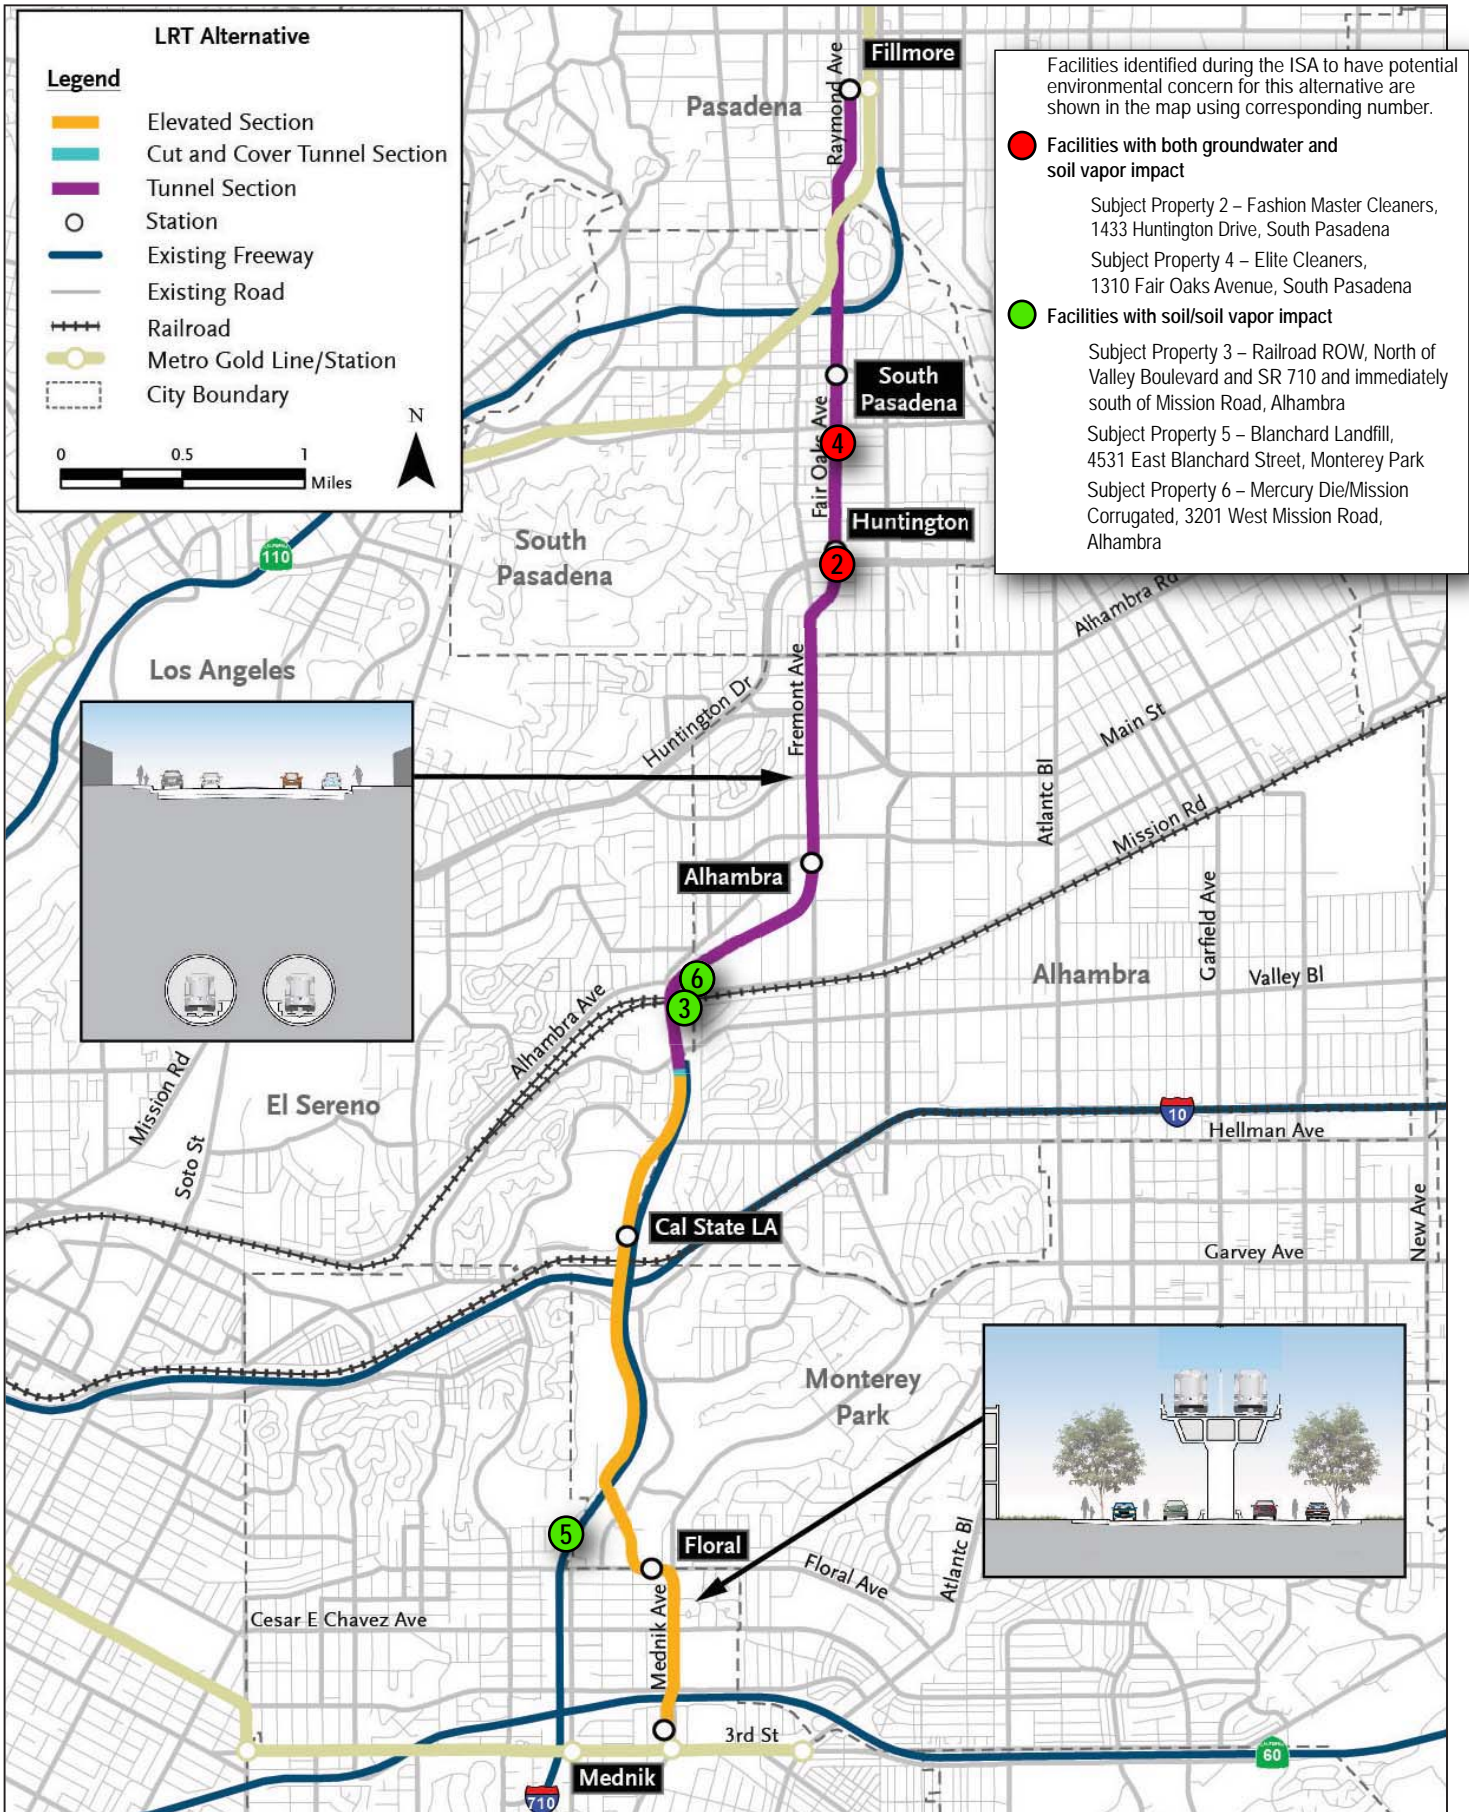 LRT Alternative
Legend
Elevated Section
Cut and Cover Tunnel Section
Tunnel Section
Station
Existing Freeway
Existing Road
Railroad
Metro Gold Line/Station
City Boundary
N
0 0.5 1
Miles
Facilities identified during the ISA to have potential
environmental concern for this alternative are
shown in the map using corresponding number.
Facilities with both groundwater and
soil vapor impact
Subject Property 2 – Fashion Master Cleaners,
1433 Huntington Drive, South Pasadena
Subject Property 4 – Elite Cleaners,
1310 Fair Oaks Avenue, South Pasadena
Facilities with soil/soil vapor impact
Subject Property 3 – Railroad ROW, North of
Valley Boulevard and SR 710 and immediately
south of Mission Road, Alhambra
Subject Property 5 – Blanchard Landfill,
4531 East Blanchard Street, Monterey Park
Subject Property 6 – Mercury Die/Mission
Corrugated, 3201 West Mission Road,
Alhambra
Fillmore
Raymond Ave
Pasadena
South
Pasadena
Fair Oaks Ave
4
Huntington
2
South
Pasadena
110
Alhambra Rd
Los Angeles
Huntington Dr
Fremont Ave
Main St
Atlantc Bl
Mission Rd
Alhambra
Garfield Ave
Alhambra
Valley Bl
6
3
Alhambra Ave
Mission Rd
El Sereno
Soto St
10
Hellman Ave
New Ave
Cal State LA
Garvey Ave
Monterey
Park
5
Floral
Floral Ave
Atlantc Bl
Cesar E Chavez Ave
Mednik Ave
3rd St
60
Mednik
710